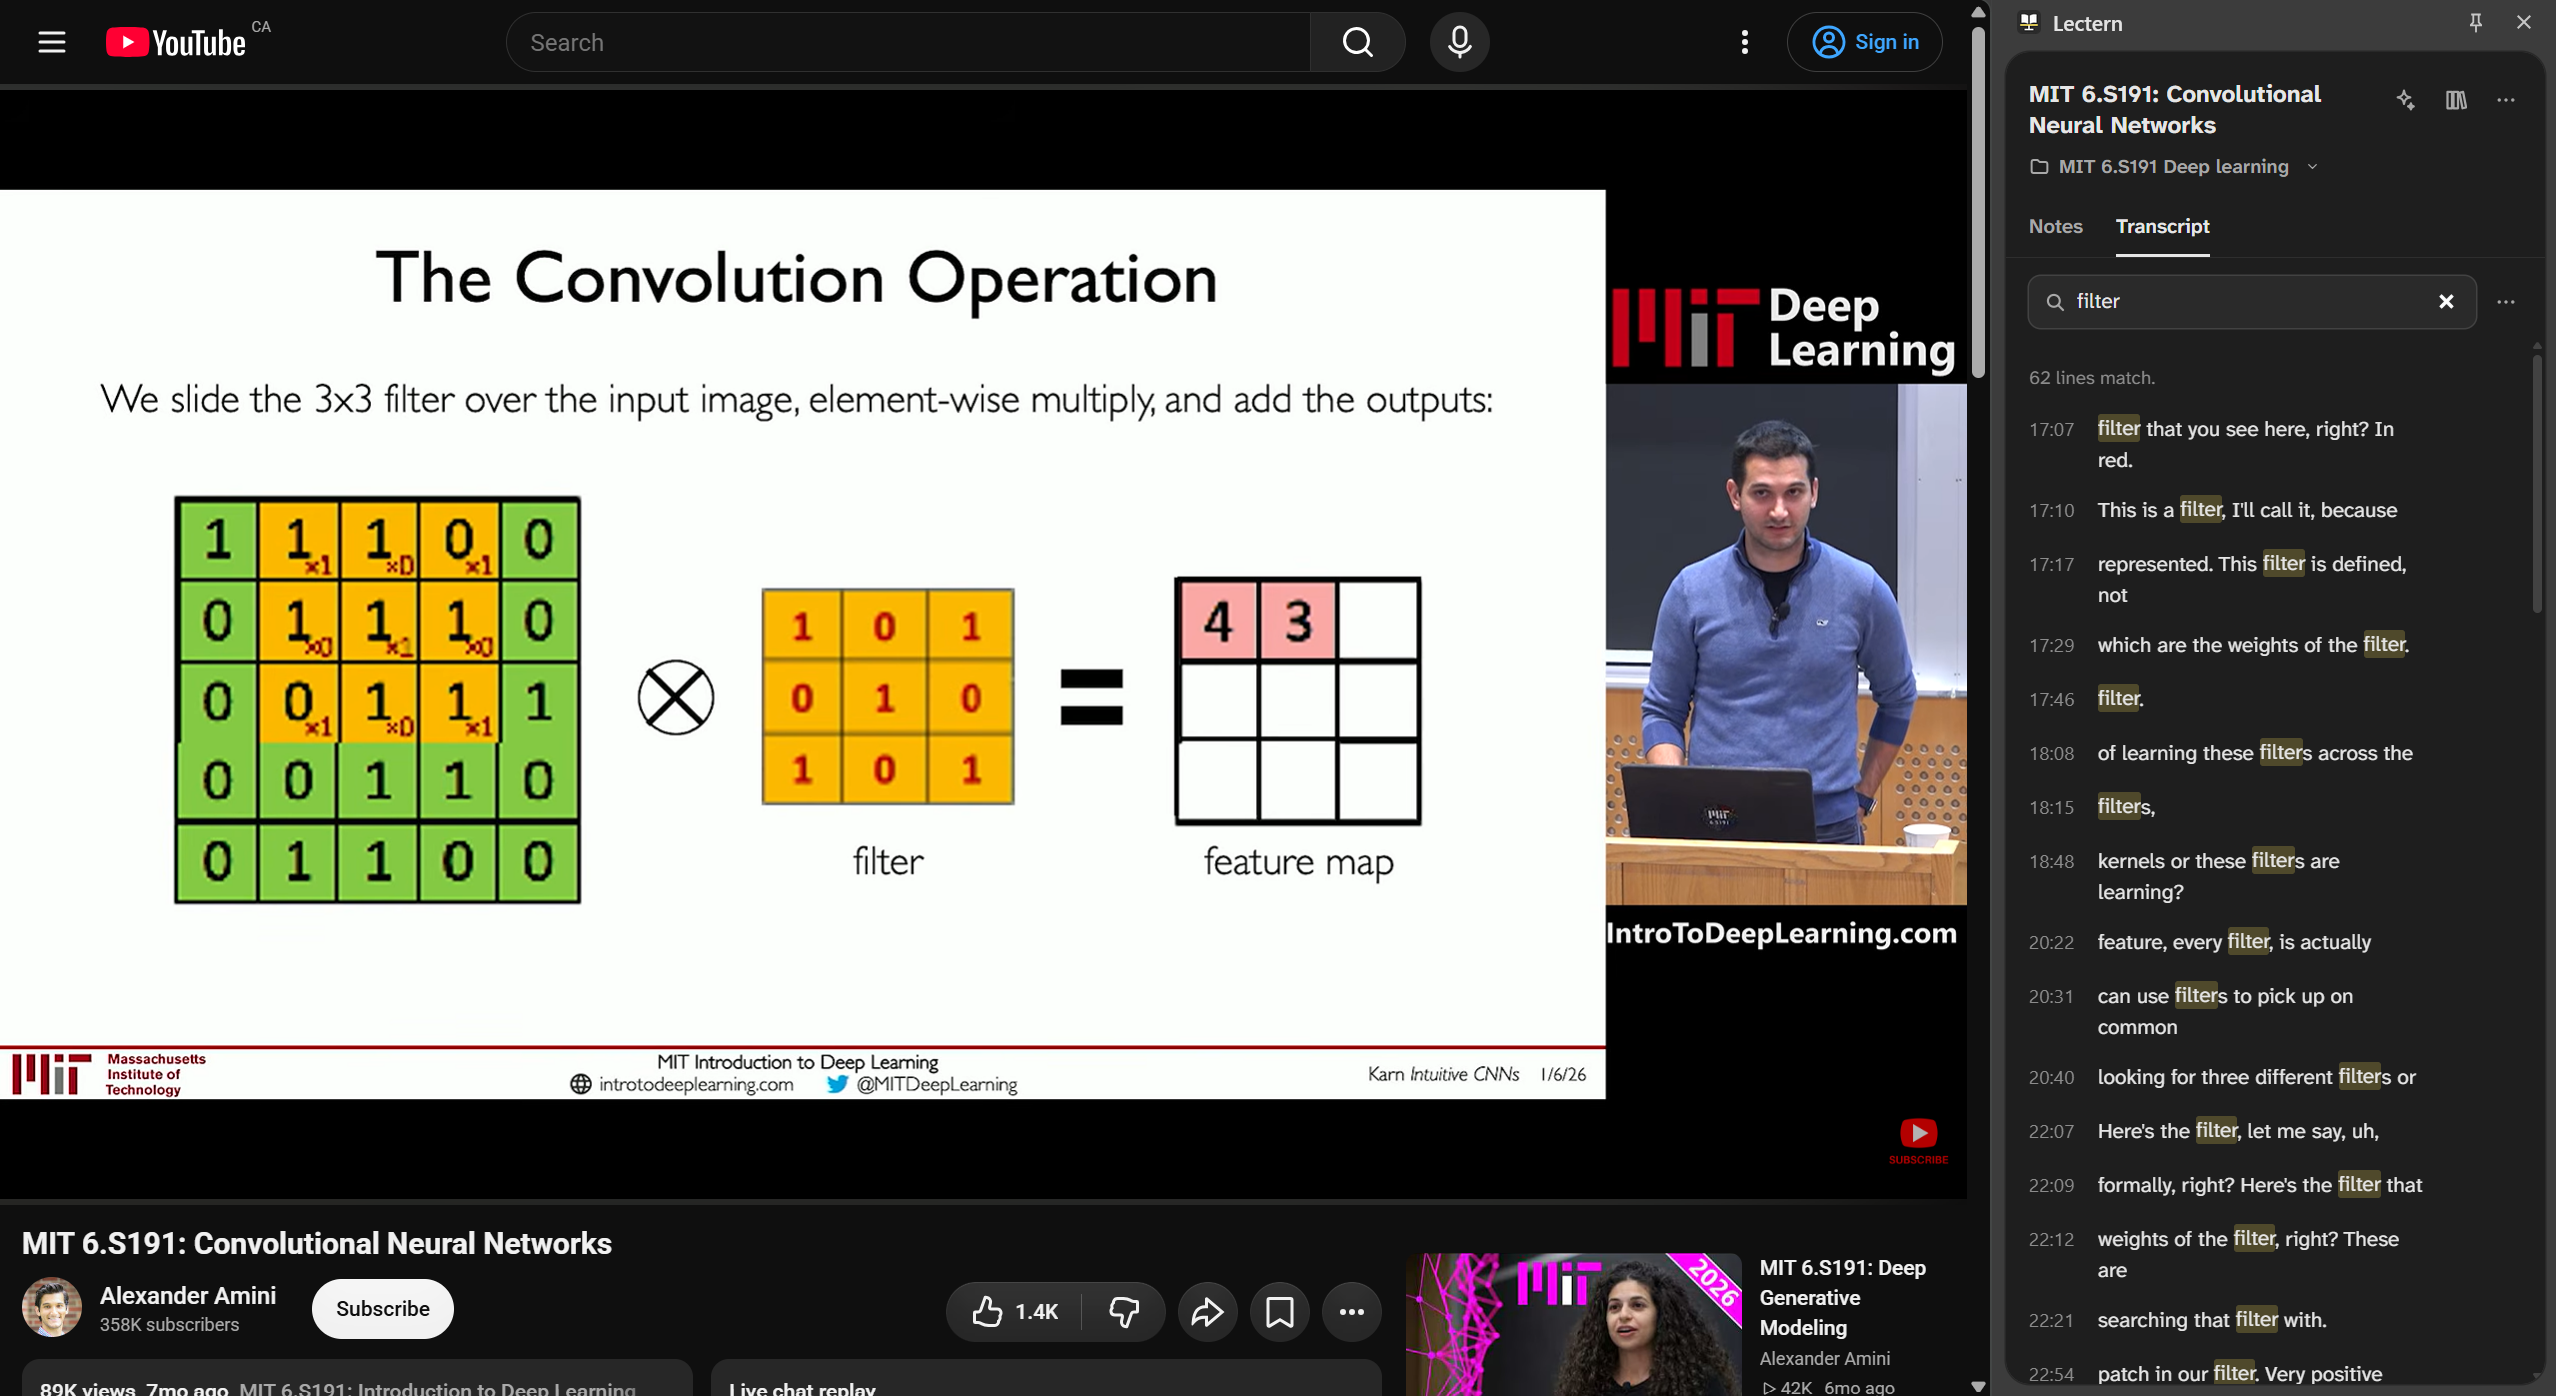 YouTube CA
Search
Sign in
The Convolution Operation
We slide the 3x3 filter over the input image, element-wise multiply, and add the outputs:
1 1×1 1×0 0×1 0
0 1×0 1×1 1×0 0
0 0×1 1×0 1×1 1
0 0 1 1 0
0 1 1 0 0
1 0 1
0 1 0
1 0 1
filter
=
4 3
feature map
MIT Deep
Learning
IntroToDeepLearning.com
Massachusetts
Institute of
Technology
MIT Introduction to Deep Learning
introtodeeplearning.com @MITDeepLearning
Karn Intuitive CNNs 1/6/26
SUBSCRIBE
MIT 6.S191: Convolutional Neural Networks
Alexander Amini
358K subscribers
Subscribe
1.4K
89K views 7mo ago MIT 6.S191: Introduction to Deep Learning
Live chat replay
2026
MIT
MIT 6.S191: Deep
Generative
Modeling
Alexander Amini
42K 6mo ago
Lectern
MIT 6.S191: Convolutional
Neural Networks
MIT 6.S191 Deep learning
Notes Transcript
filter
62 lines match.
17:07 filter that you see here, right? In
red.
17:10 This is a filter, I'll call it, because
17:17 represented. This filter is defined,
not
17:29 which are the weights of the filter.
17:46 filter.
18:08 of learning these filters across the
18:15 filters,
18:48 kernels or these filters are
learning?
20:22 feature, every filter, is actually
20:31 can use filters to pick up on
common
20:40 looking for three different filters or
22:07 Here's the filter, let me say, uh,
22:09 formally, right? Here's the filter that
22:12 weights of the filter, right? These
are
22:21 searching that filter with.
22:54 patch in our filter. Very positive